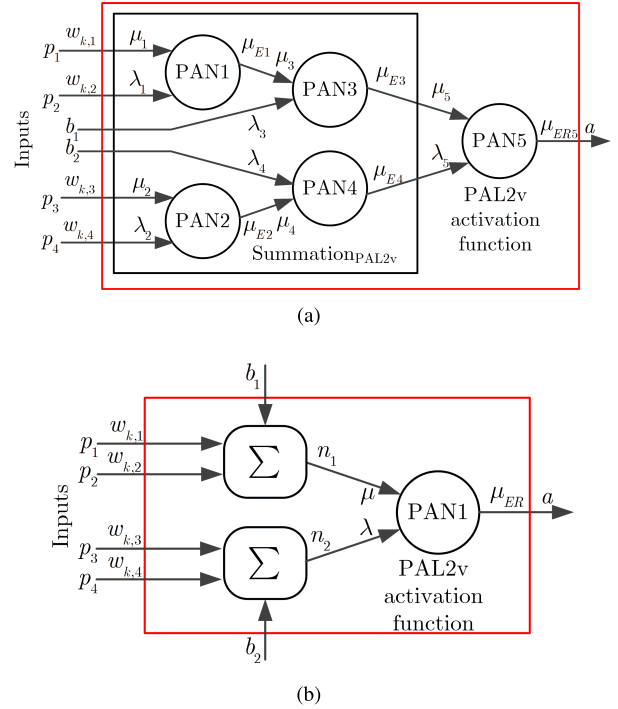 Inputs
p1 wk,1 μ1
p2 wk,2 λ1
b1
b2
p3 wk,3 μ2
p4 wk,4 λ2
PAN1
PAN2
μE1 μ3
λ3
λ4
μE2 μ4
PAN3
PAN4
SummationPAL2v
μE3 μ5
μE4 λ5
PAN5
PAL2v
activation
function
μER5 a
(a)
b1
Inputs
p1 wk,1
p2 wk,2
p3 wk,3
p4 wk,4
Σ
Σ
b2
n1
μ
n2
λ
PAN1
PAL2v
activation
function
μER a
(b)